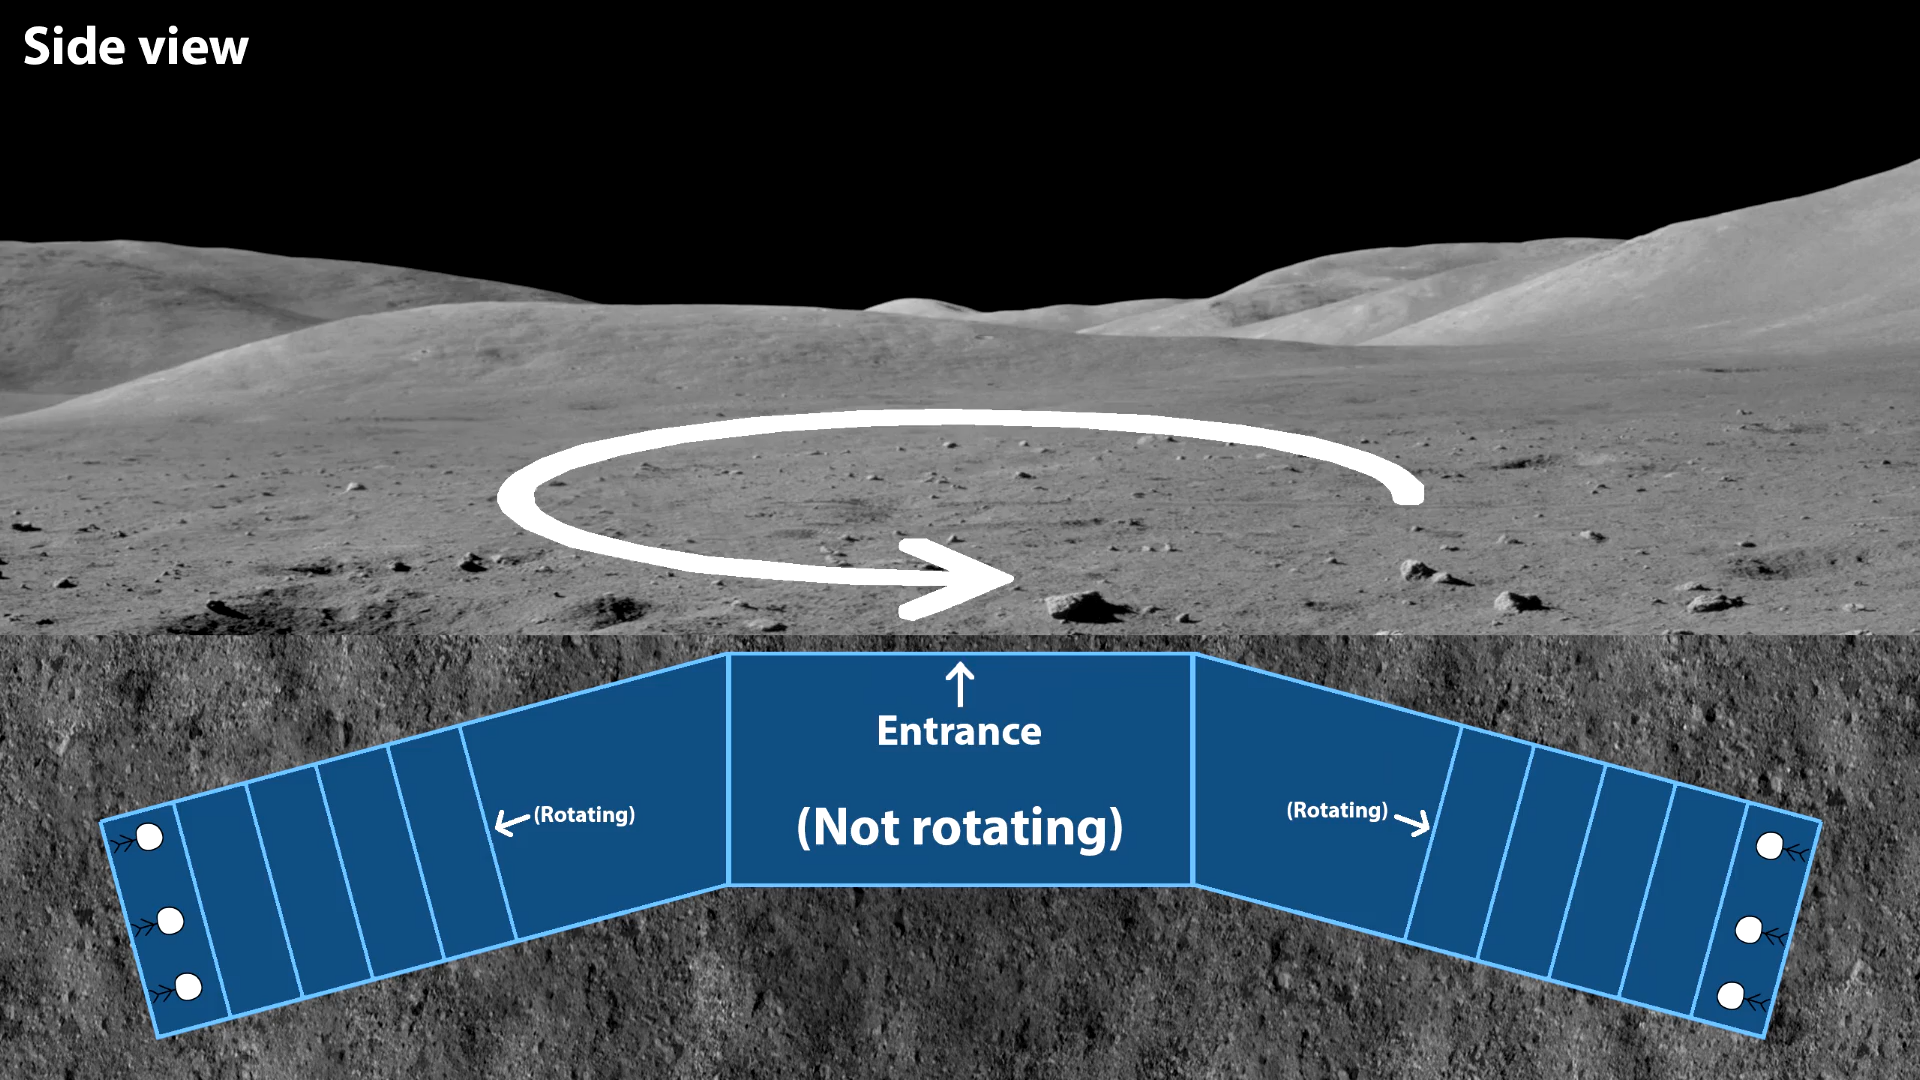 Side view
Entrance
(Not rotating)
(Rotating)
(Rotating)